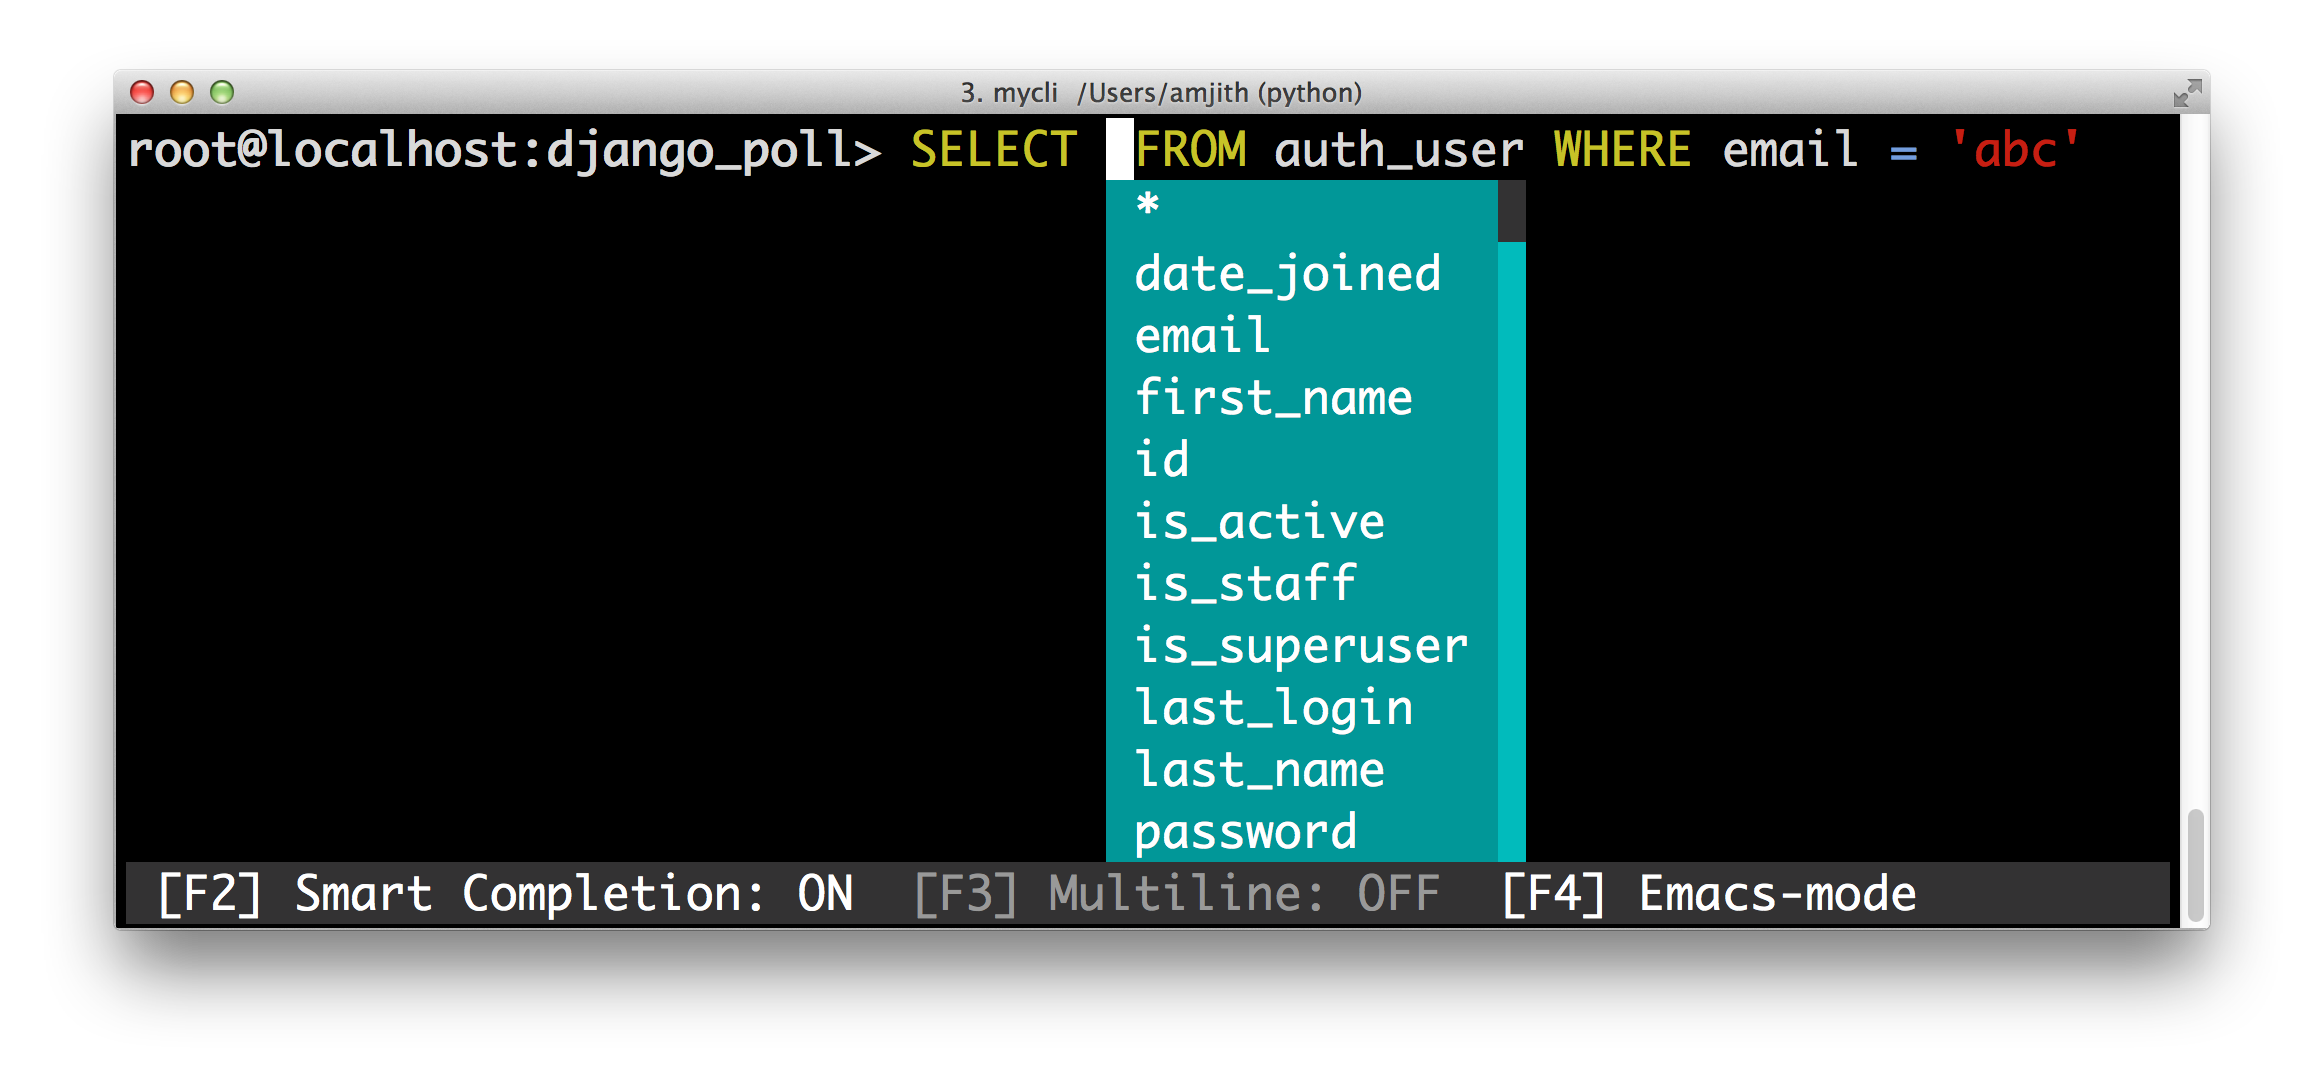 3. mycli /Users/amjith (python)
root@localhost:django_poll> SELECT FROM auth_user WHERE email = 'abc'
*
date_joined
email
first_name
id
is_active
is_staff
is_superuser
last_login
last_name
password
[F2] Smart Completion: ON [F3] Multiline: OFF [F4] Emacs-mode